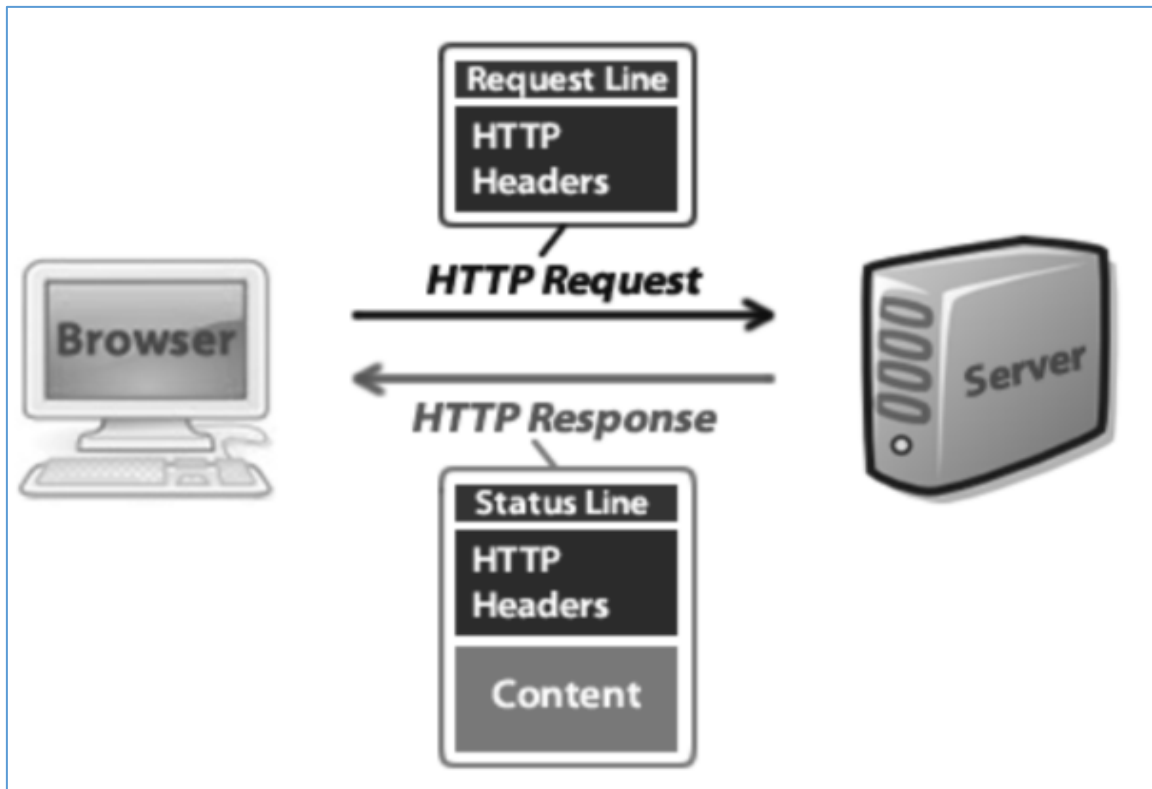 Request Line
HTTP
Headers
HTTP Request
Browser
Server
HTTP Response
Status Line
HTTP
Headers
Content